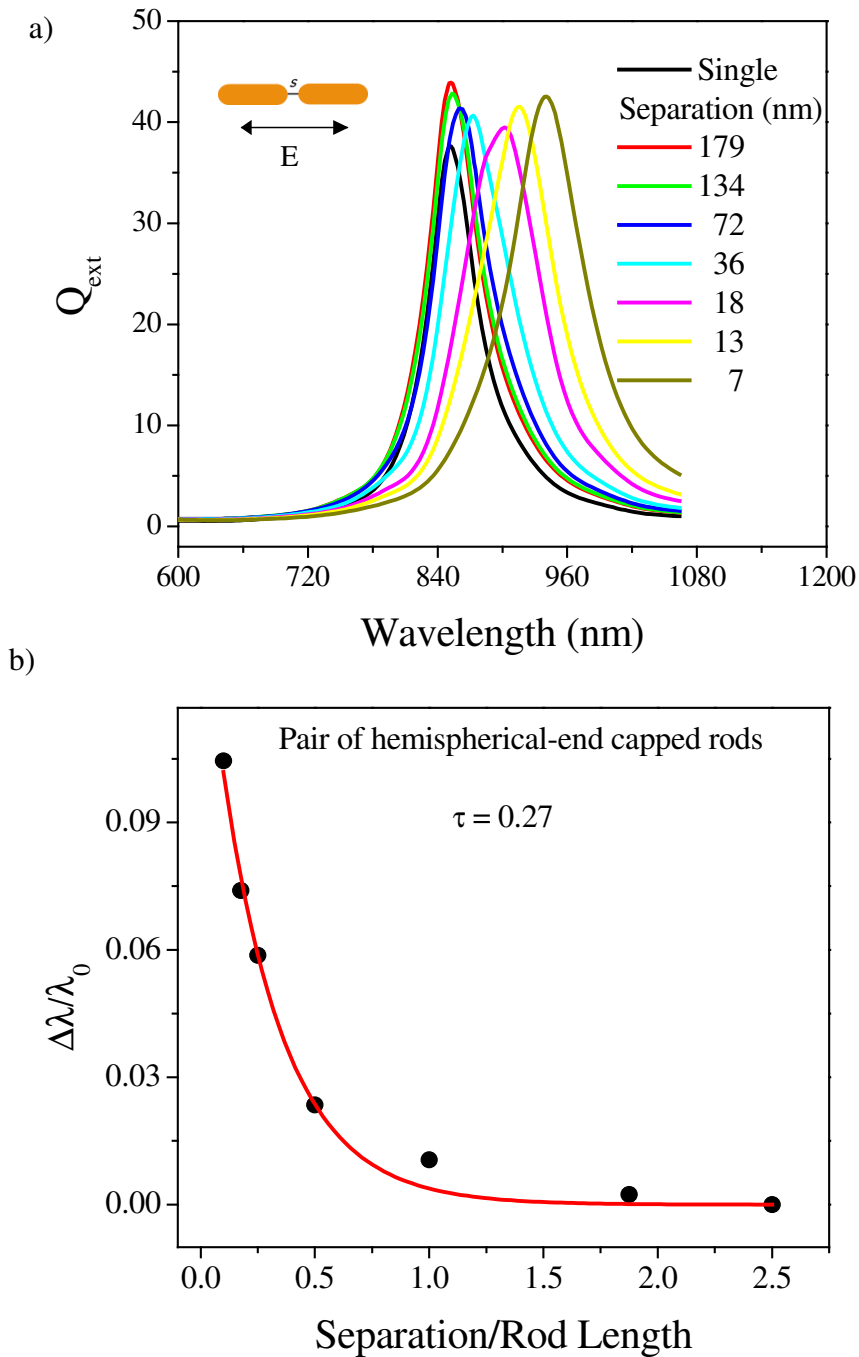 a)
50
40
30
20
10
0
Q_ext
s
E
Single
Separation (nm)
179
134
72
36
18
13
7
600 720 840 960 1080 1200
Wavelength (nm)
b)
Pair of hemispherical-end capped rods
τ = 0.27
0.09
0.06
0.03
0.00
Δλ/λ_0
0.0 0.5 1.0 1.5 2.0 2.5
Separation/Rod Length